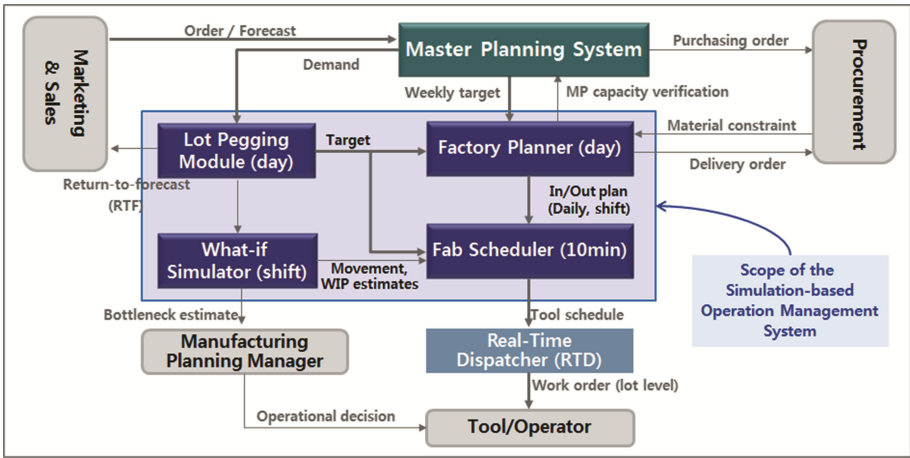 Marketing
& Sales
Order / Forecast
Master Planning System
Purchasing order
Procurement
Demand
Weekly target
MP capacity verification
Lot Pegging
Module (day)
Target
Factory Planner (day)
Material constraint
Delivery order
Return-to-forecast
(RTF)
In/Out plan
(Daily, shift)
What-if
Simulator (shift)
Movement,
WIP estimates
Fab Scheduler (10min)
Scope of the
Simulation-based
Operation Management
System
Bottleneck estimate
Tool schedule
Manufacturing
Planning Manager
Real-Time
Dispatcher (RTD)
Work order (lot level)
Operational decision
Tool/Operator